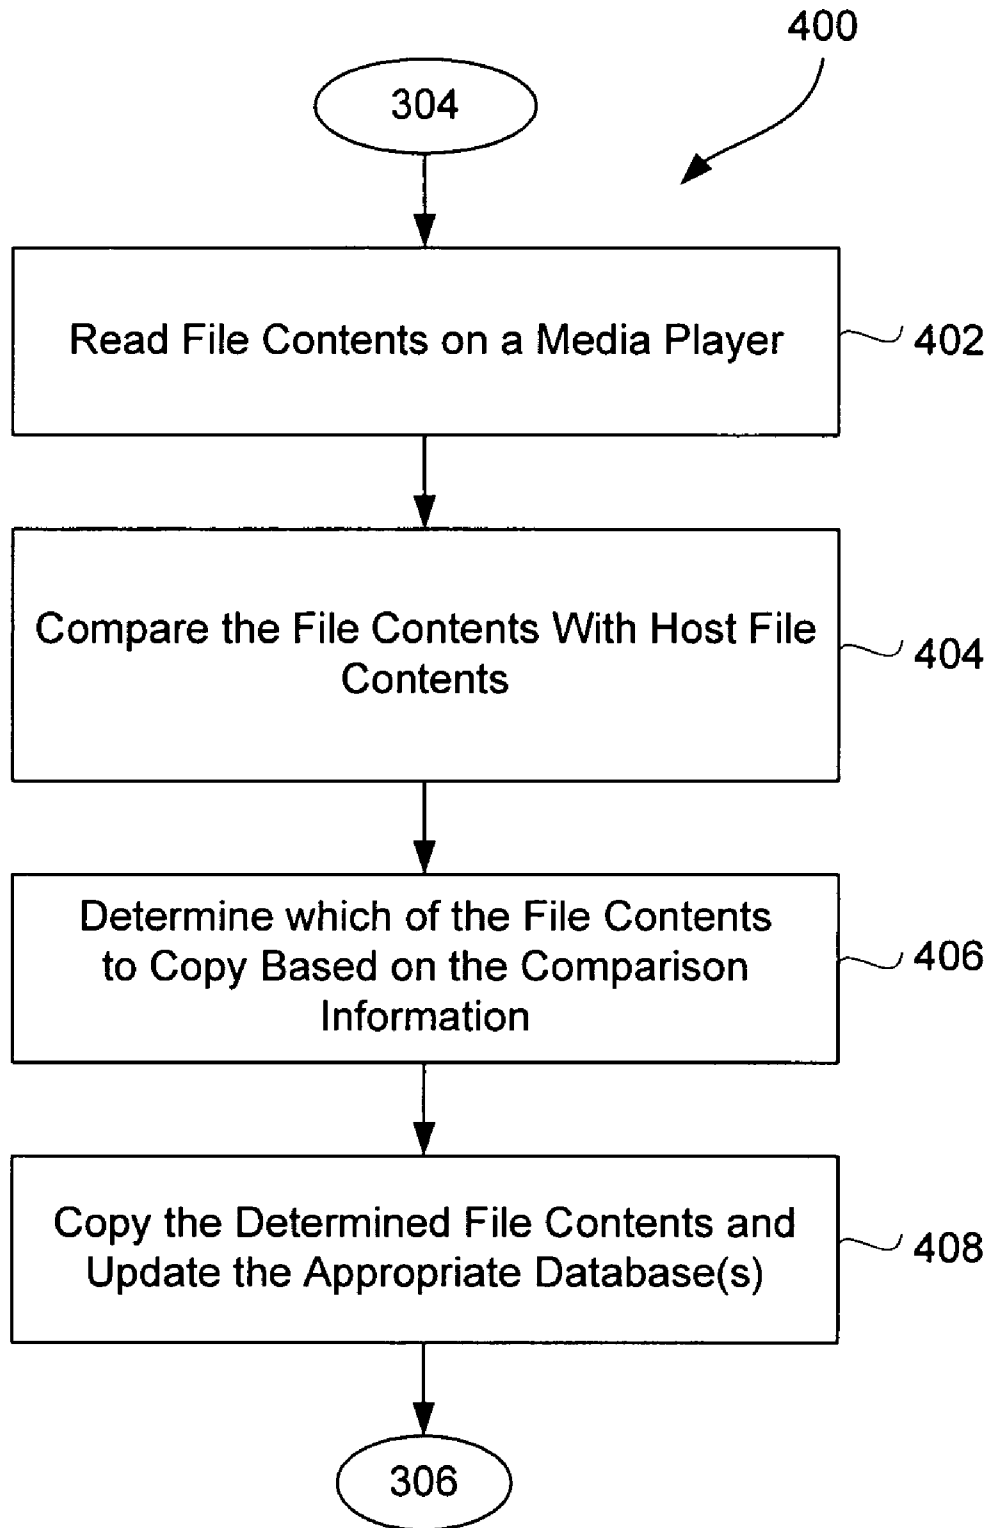 400
304
Read File Contents on a Media Player
402
Compare the File Contents With Host File
Contents
404
Determine which of the File Contents
to Copy Based on the Comparison
Information
406
Copy the Determined File Contents and
Update the Appropriate Database(s)
408
306